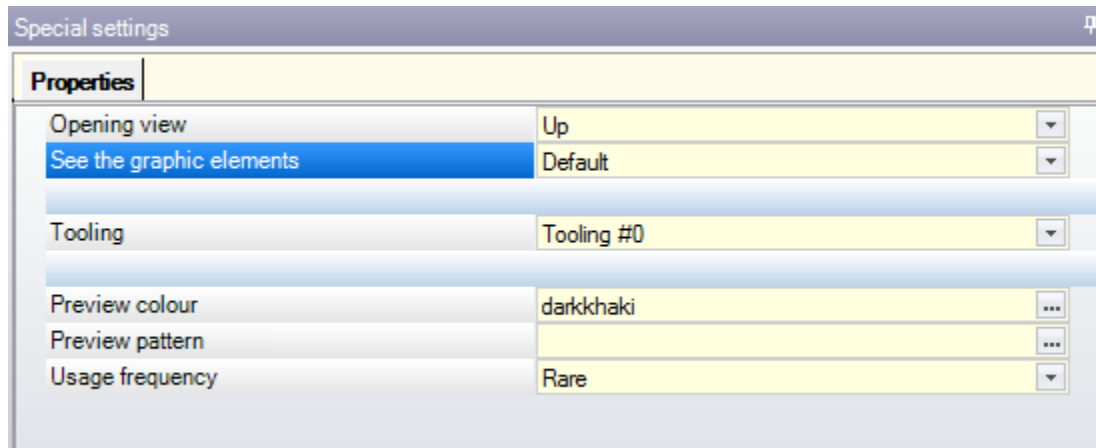 Special settings
Properties
Opening view Up
See the graphic elements Default
Tooling Tooling #0
Preview colour darkkhaki
Preview pattern
Usage frequency Rare